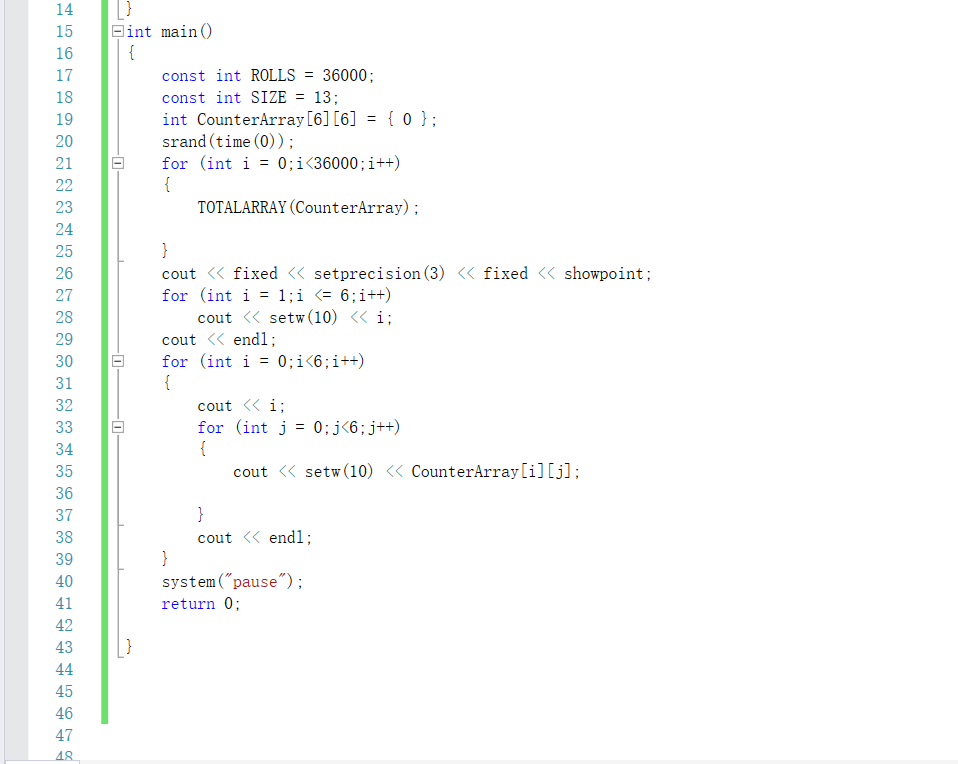 14 }
15 int main()
16 {
17 const int ROLLS = 36000;
18 const int SIZE = 13;
19 int CounterArray[6][6] = { 0 };
20 srand(time(0));
21 for (int i = 0;i<36000;i++)
22 {
23 TOTALARRAY(CounterArray);
24
25 }
26 cout << fixed << setprecision(3) << fixed << showpoint;
27 for (int i = 1;i <= 6;i++)
28 cout << setw(10) << i;
29 cout << endl;
30 for (int i = 0;i<6;i++)
31 {
32 cout << i;
33 for (int j = 0;j<6;j++)
34 {
35 cout << setw(10) << CounterArray[i][j];
36
37 }
38 cout << endl;
39 }
40 system("pause");
41 return 0;
42
43 }
44
45
46
47
48